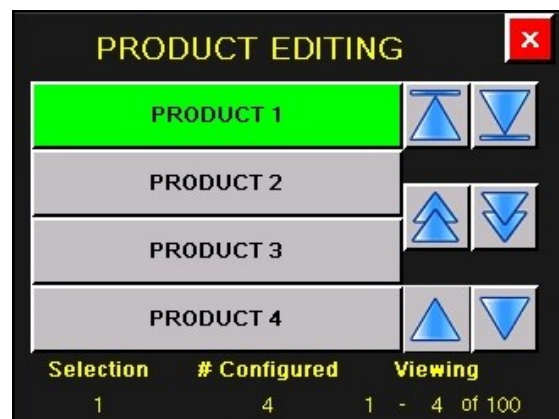 PRODUCT EDITING
X
PRODUCT 1
PRODUCT 2
PRODUCT 3
PRODUCT 4
Selection # Configured Viewing
1 4 1 - 4 of 100